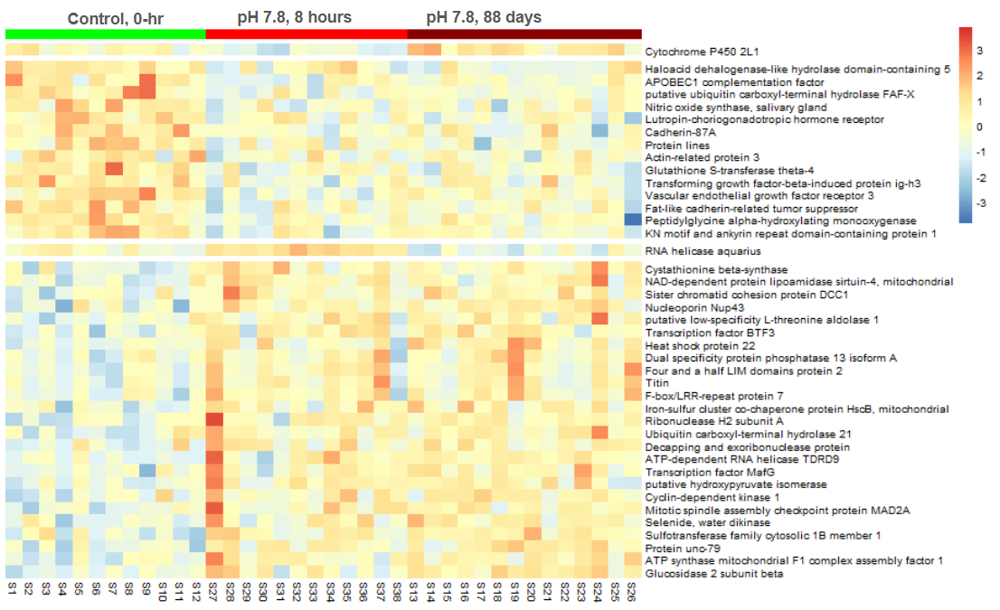 Control, 0-hr
pH 7.8, 8 hours
pH 7.8, 88 days
Cytochrome P450 2L1
Haloacid dehalogenase-like hydrolase domain-containing 5
APOBEC1 complementation factor
putative ubiquitin carboxyl-terminal hydrolase FAF-X
Nitric oxide synthase, salivary gland
Lutropin-choriogonadotropic hormone receptor
Cadherin-87A
Protein lines
Actin-related protein 3
Glutathione S-transferase theta-4
Transforming growth factor-beta-induced protein ig-h3
Vascular endothelial growth factor receptor 3
Fat-like cadherin-related tumor suppressor
Peptidylglycine alpha-hydroxylating monooxygenase
KN motif and ankyrin repeat domain-containing protein 1
RNA helicase aquarius
Cystathionine beta-synthase
NAD-dependent protein lipoamidase sirtuin-4, mitochondrial
Sister chromatid cohesion protein DCC1
Nucleoporin Nup43
putative low-specificity L-threonine aldolase 1
Transcription factor BTF3
Heat shock protein 22
Dual specificity protein phosphatase 13 isoform A
Four and a half LIM domains protein 2
Titin
F-box/LRR-repeat protein 7
Iron-sulfur cluster co-chaperone protein HscB, mitochondrial
Ribonuclease H2 subunit A
Ubiquitin carboxyl-terminal hydrolase 21
Decapping and exoribonuclease protein
ATP-dependent RNA helicase TDRD9
Transcription factor MafG
putative hydroxypyruvate isomerase
Cyclin-dependent kinase 1
Mitotic spindle assembly checkpoint protein MAD2A
Selenide, water dikinase
Sulfotransferase family cytosolic 1B member 1
Protein unc-79
ATP synthase mitochondrial F1 complex assembly factor 1
Glucosidase 2 subunit beta
3
2
1
0
-1
-2
-3
S1
S2
S3
S4
S5
S6
S7
S8
S9
S10
S11
S12
S27
S28
S29
S30
S31
S32
S33
S34
S35
S36
S37
S38
S13
S14
S15
S16
S17
S18
S19
S20
S21
S22
S23
S24
S25
S26